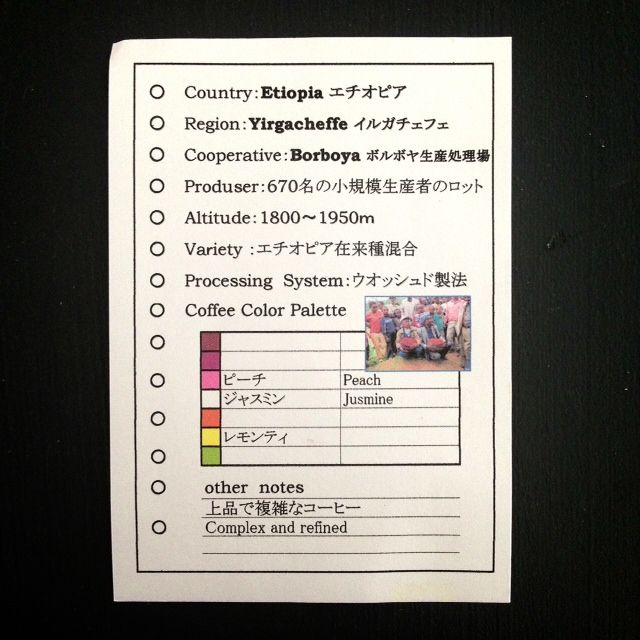 Country:Etiopia エチオピア
Region:Yirgacheffe イルガチェフェ
Cooperative:Borboya ボルボヤ生産処理場
Produser:670名の小規模生産者のロット
Altitude:1800〜1950m
Variety :エチオピア在来種混合
Processing System:ウオッシュド製法
Coffee Color Palette
ピーチ Peach
ジャスミン Jusmine
レモンティ
other notes
上品で複雑なコーヒー
Complex and refined